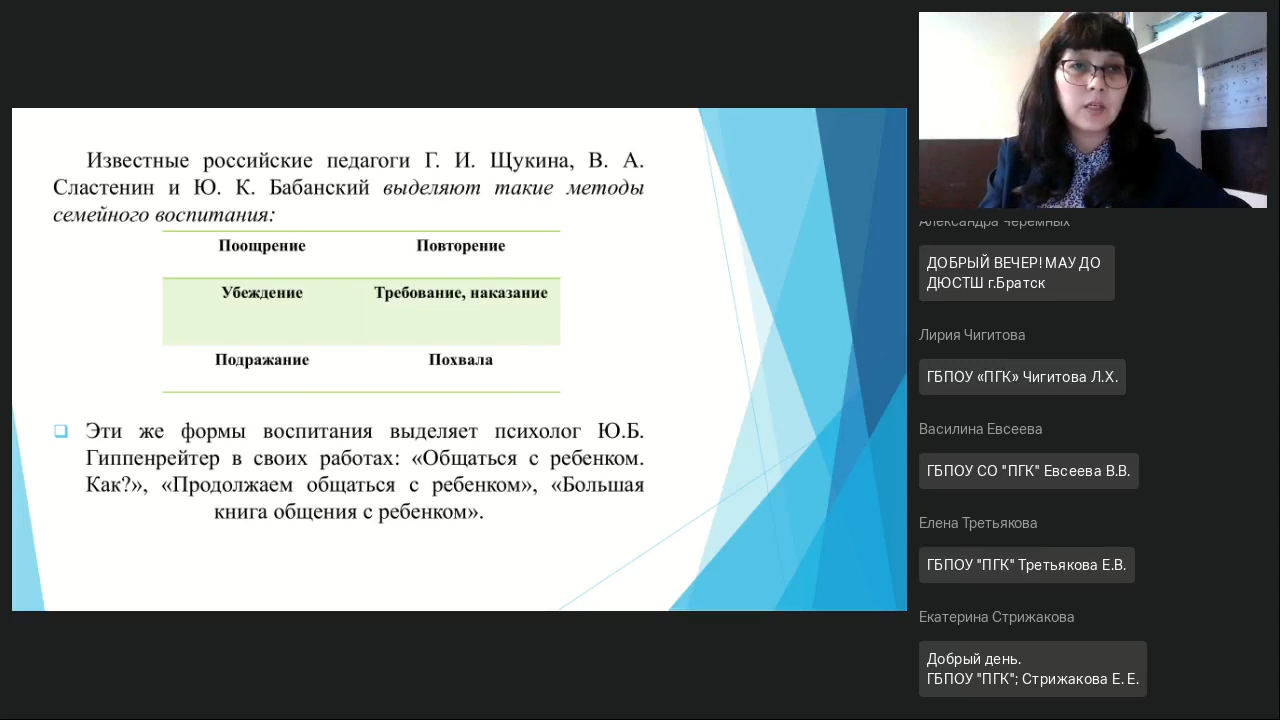 Известные российские педагоги Г. И. Щукина, В. А.
Сластенин и Ю. К. Бабанский выделяют такие методы
семейного воспитания:
Поощрение Повторение
Убеждение Требование, наказание
Подражание Похвала
Эти же формы воспитания выделяет психолог Ю.Б.
Гиппенрейтер в своих работах: «Общаться с ребенком.
Как?», «Продолжаем общаться с ребенком», «Большая
книга общения с ребенком».
Александра Черемных
ДОБРЫЙ ВЕЧЕР! МАУ ДО
ДЮСТШ г.Братск
Лирия Чигитова
ГБПОУ «ПГК» Чигитова Л.Х.
Василина Евсеева
ГБПОУ СО "ПГК" Евсеева В.В.
Елена Третьякова
ГБПОУ "ПГК" Третьякова Е.В.
Екатерина Стрижакова
Добрый день.
ГБПОУ "ПГК"; Стрижакова Е. Е.